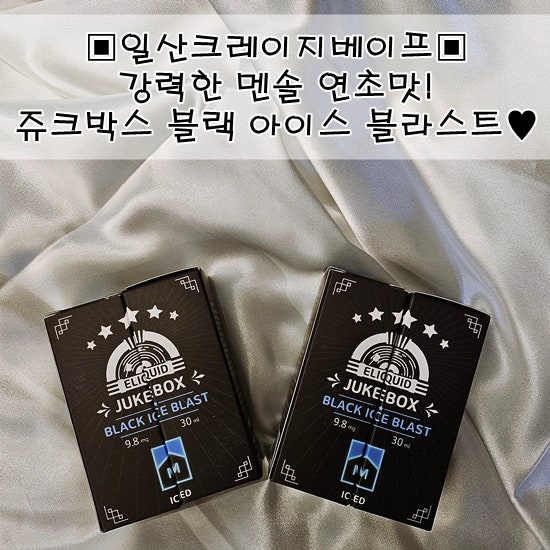 ▣일산크레이지베이프▣
강력한 멘솔 연초맛!
쥬크박스 블랙 아이스 블라스트♥
ELIQUID
JUKEBOX
BLACK ICE BLAST
9.8 mg 30 ml
M
ICED
ELIQUID
JUKEBOX
BLACK ICE BLAST
9.8 mg 30 ml
M
ICED